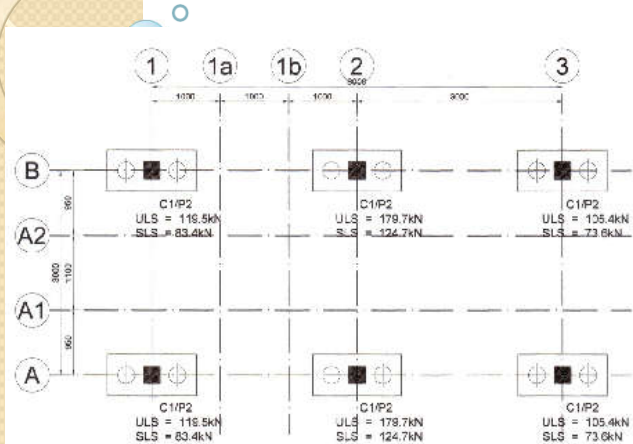 1 1a 1b 2 3
6000
1000 1000 1000 3000
B
C1/P2 C1/P2 C1/P2
ULS = 119.5kN ULS = 179.7kN ULS = 105.4kN
SLS = 83.4kN SLS = 124.7kN SLS = 73.6kN
950
A2
3000 1100
A1
950
A
C1/P2 C1/P2 C1/P2
ULS = 119.5kN ULS = 179.7kN ULS = 105.4kN
SLS = 83.4kN SLS = 124.7kN SLS = 73.6kN